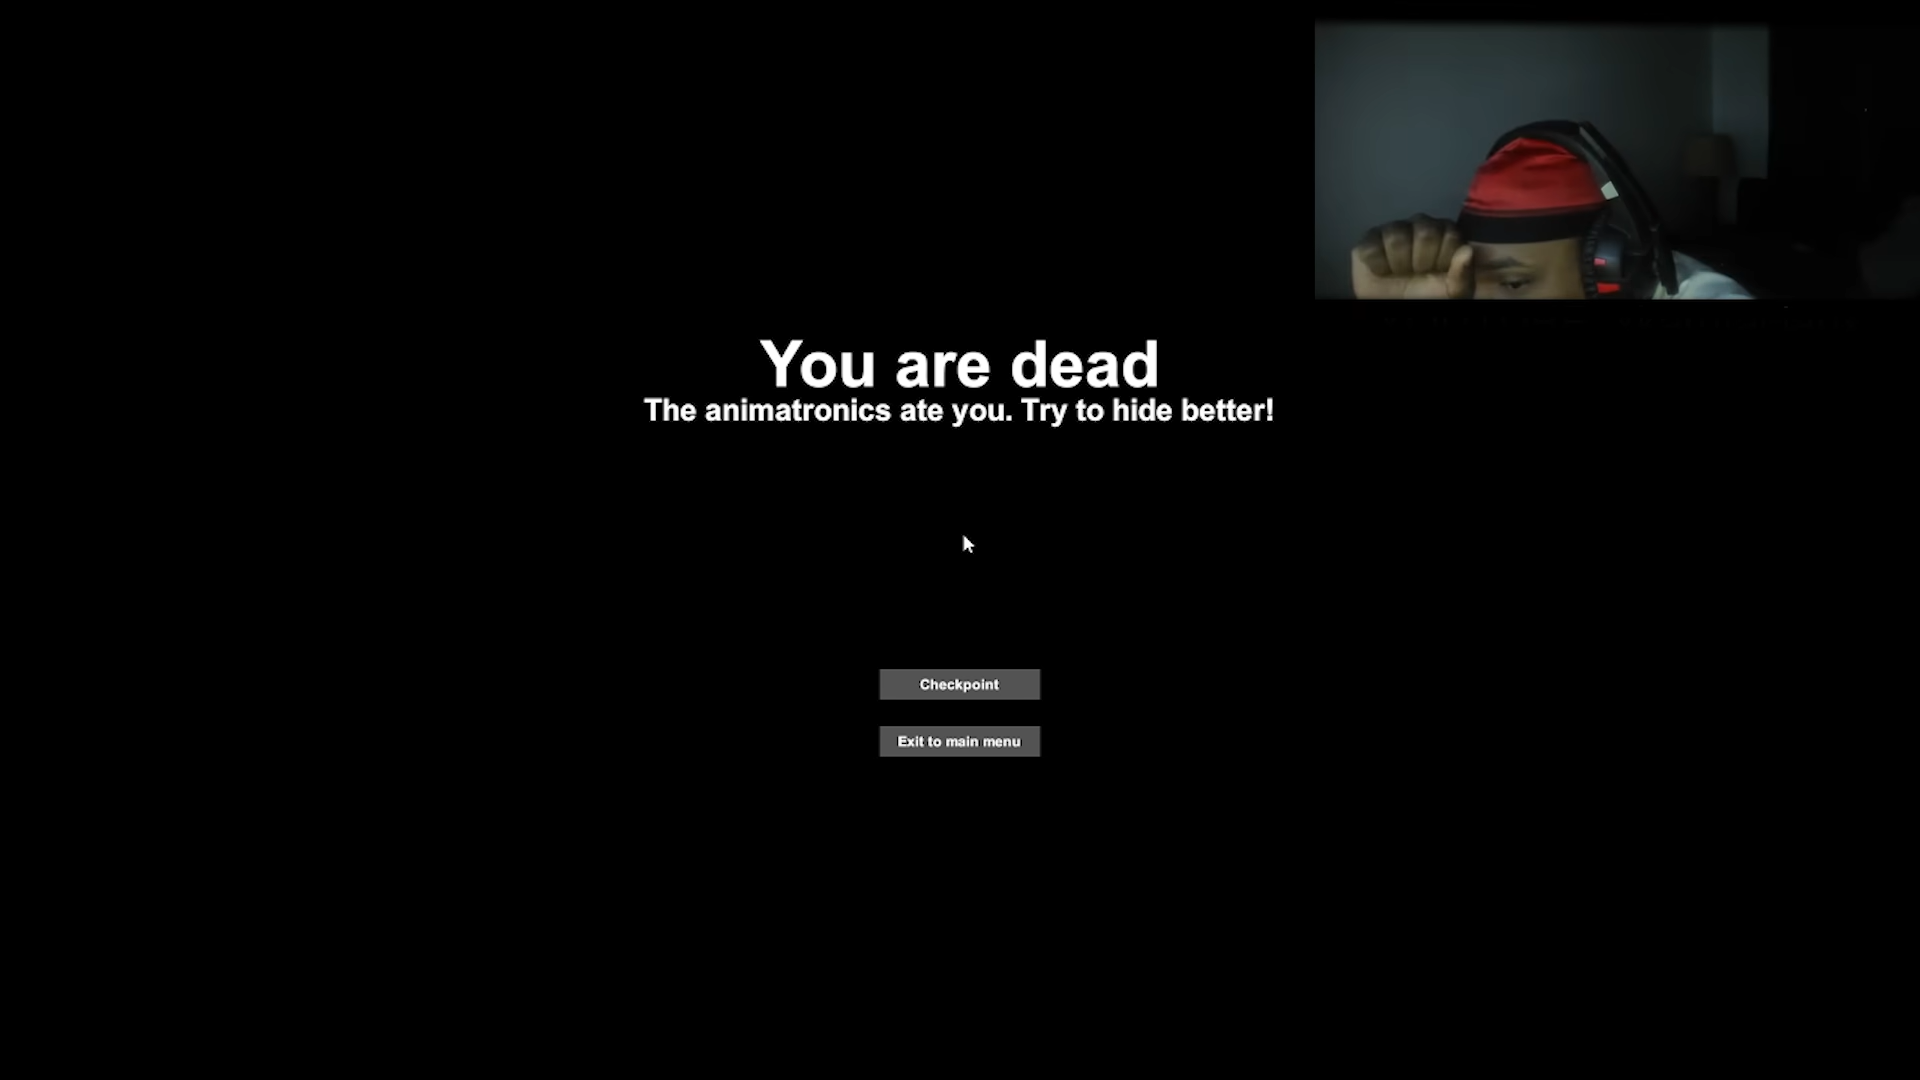 You are dead
The animatronics ate you. Try to hide better!
Checkpoint
Exit to main menu